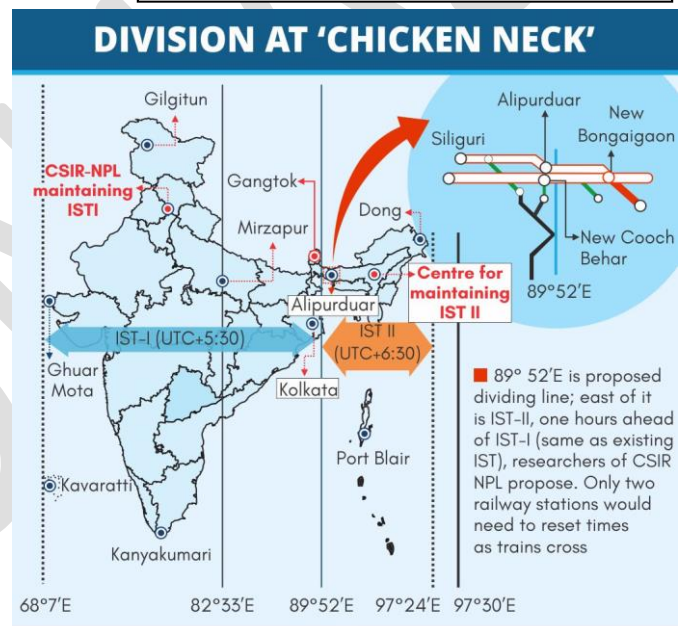 DIVISION AT 'CHICKEN NECK'
Gilgitun
CSIR-NPL
maintaining
ISTI
Gangtok
Mirzapur
Dong
Alipurduar
New
Bongaigaon
Siliguri
New Cooch
Behar
89°52'E
Centre for
maintaining
IST II
Alipurduar
IST-I (UTC+5:30)
IST II
(UTC+6:30)
Ghuar
Mota
Kolkata
Kavaratti
Port Blair
Kanyakumari
89° 52'E is proposed
dividing line; east of it
is IST-II, one hours ahead
of IST-I (same as existing
IST), researchers of CSIR
NPL propose. Only two
railway stations would
need to reset times
as trains cross
68°7'E
82°33'E
89°52'E
97°24'E
97°30'E